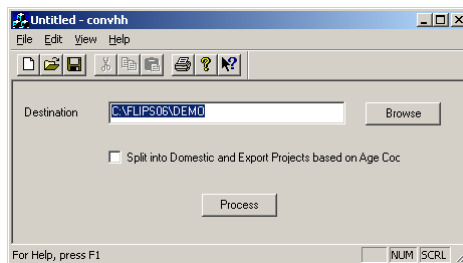 Untitled - convhh
File Edit View Help
Destination C:\FLIPS06\DEMO Browse
Split into Domestic and Export Projects based on Age Coc
Process
For Help, press F1 NUM SCRL